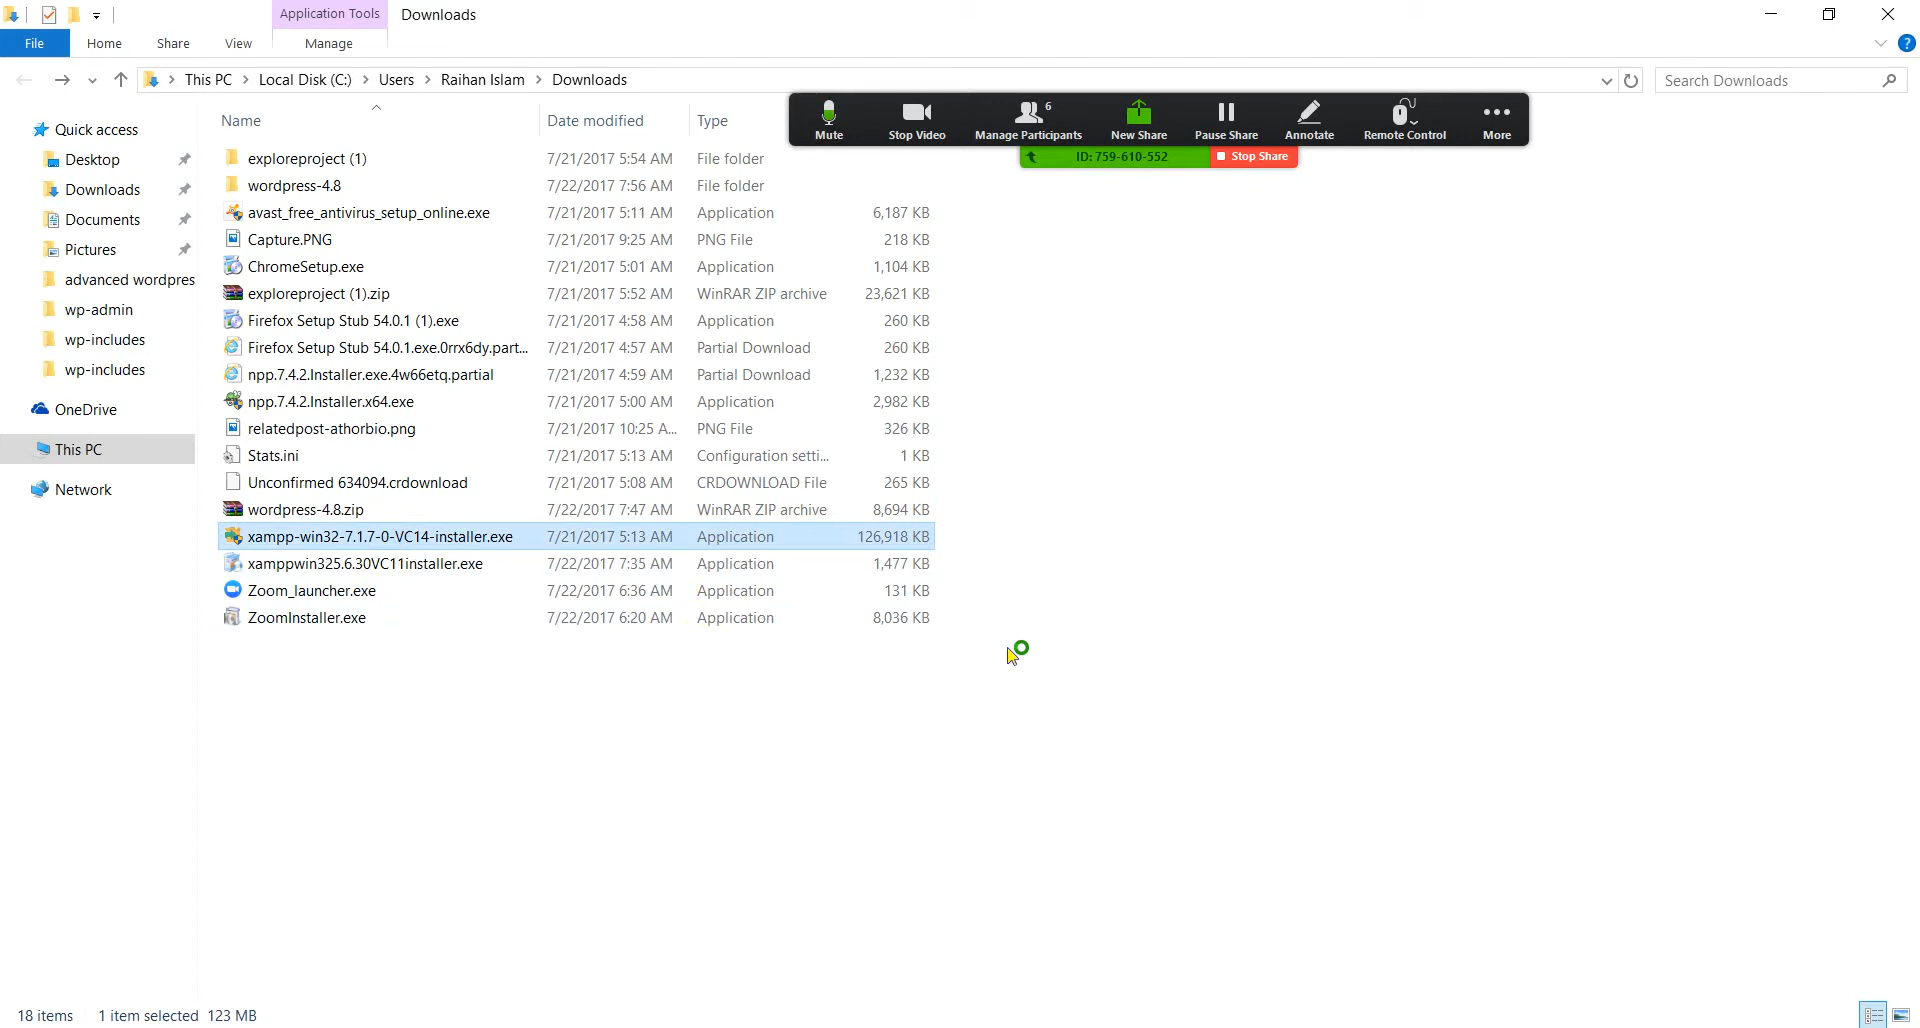 Application Tools Downloads
File Home Share View Manage
This PC Local Disk (C:) Users Raihan Islam Downloads Search Downloads
Mute Stop Video 6 Manage Participants New Share Pause Share Annotate Remote Control More
ID: 759-610-552 Stop Share
Quick access
Desktop
Downloads
Documents
Pictures
advanced wordpres
wp-admin
wp-includes
wp-includes
OneDrive
This PC
Network
Name Date modified Type
exploreproject (1) 7/21/2017 5:54 AM File folder
wordpress-4.8 7/22/2017 7:56 AM File folder
avast_free_antivirus_setup_online.exe 7/21/2017 5:11 AM Application 6,187 KB
Capture.PNG 7/21/2017 9:25 AM PNG File 218 KB
ChromeSetup.exe 7/21/2017 5:01 AM Application 1,104 KB
exploreproject (1).zip 7/21/2017 5:52 AM WinRAR ZIP archive 23,621 KB
Firefox Setup Stub 54.0.1 (1).exe 7/21/2017 4:58 AM Application 260 KB
Firefox Setup Stub 54.0.1.exe.0rrx6dy.part... 7/21/2017 4:57 AM Partial Download 260 KB
npp.7.4.2.Installer.exe.4w66etq.partial 7/21/2017 4:59 AM Partial Download 1,232 KB
npp.7.4.2.Installer.x64.exe 7/21/2017 5:00 AM Application 2,982 KB
relatedpost-athorbio.png 7/21/2017 10:25 A... PNG File 326 KB
Stats.ini 7/21/2017 5:13 AM Configuration setti... 1 KB
Unconfirmed 634094.crdownload 7/21/2017 5:08 AM CRDOWNLOAD File 265 KB
wordpress-4.8.zip 7/22/2017 7:47 AM WinRAR ZIP archive 8,694 KB
xampp-win32-7.1.7-0-VC14-installer.exe 7/21/2017 5:13 AM Application 126,918 KB
xamppwin325.6.30VC11installer.exe 7/22/2017 7:35 AM Application 1,477 KB
Zoom_launcher.exe 7/22/2017 6:36 AM Application 131 KB
ZoomInstaller.exe 7/22/2017 6:20 AM Application 8,036 KB
18 items 1 item selected 123 MB